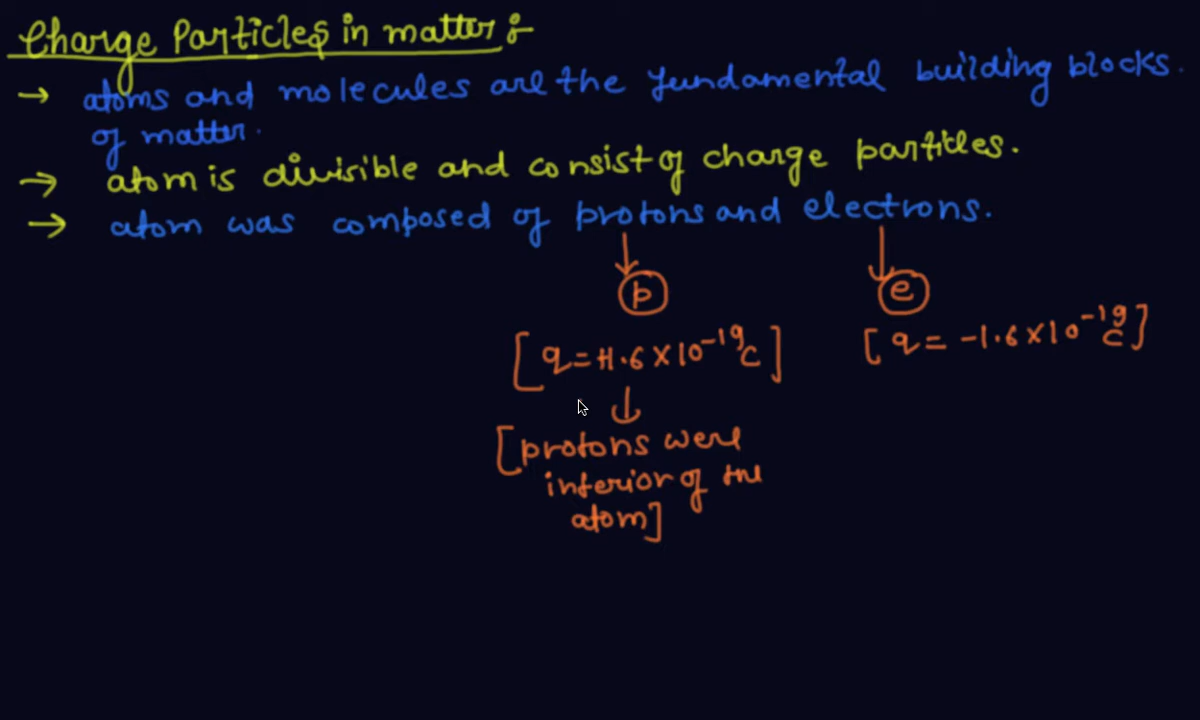 Charge Particles in matter :
→ atoms and molecules are the fundamental building blocks.
of matter.
→ atom is divisible and consist of charge particles.
→ atom was composed of protons and electrons.
p e
[q = +1.6 × 10⁻¹⁹ C] [q = -1.6 × 10⁻¹⁹ C]
[protons were
interior of the
atom]